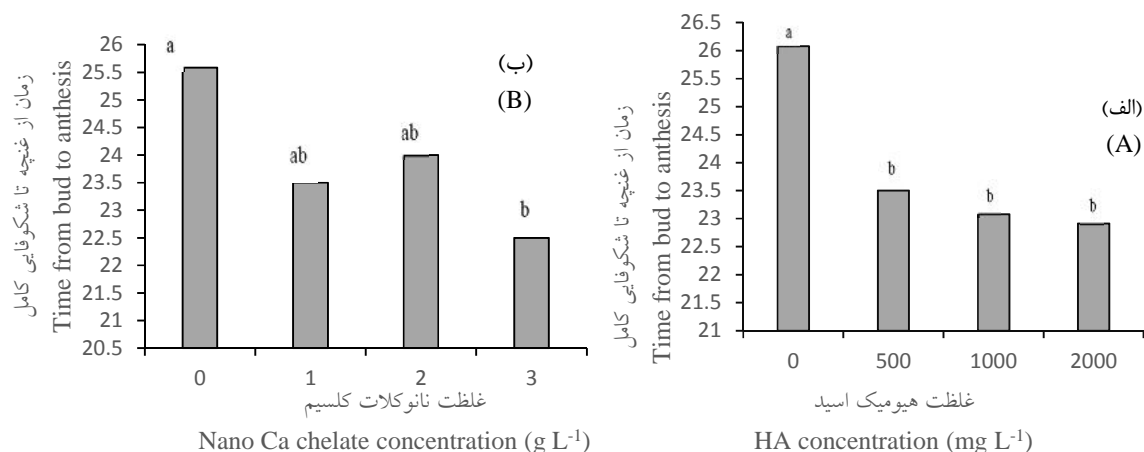 26
25.5
25
24.5
24
23.5
23
22.5
22
21.5
21
20.5
زمان از غنچه تا شکوفایی کامل
Time from bud to anthesis
a
ab
ab
b
(ب)
(B)
0 1 2 3
غلظت نانوکلات کلسیم
Nano Ca chelate concentration (g L-1)
26.5
26
25.5
25
24.5
24
23.5
23
22.5
22
21.5
21
زمان از غنچه تا شکوفایی کامل
Time from bud to anthesis
a
b
b
b
(الف)
(A)
0 500 1000 2000
غلظت هیومیک اسید
HA concentration (mg L-1)